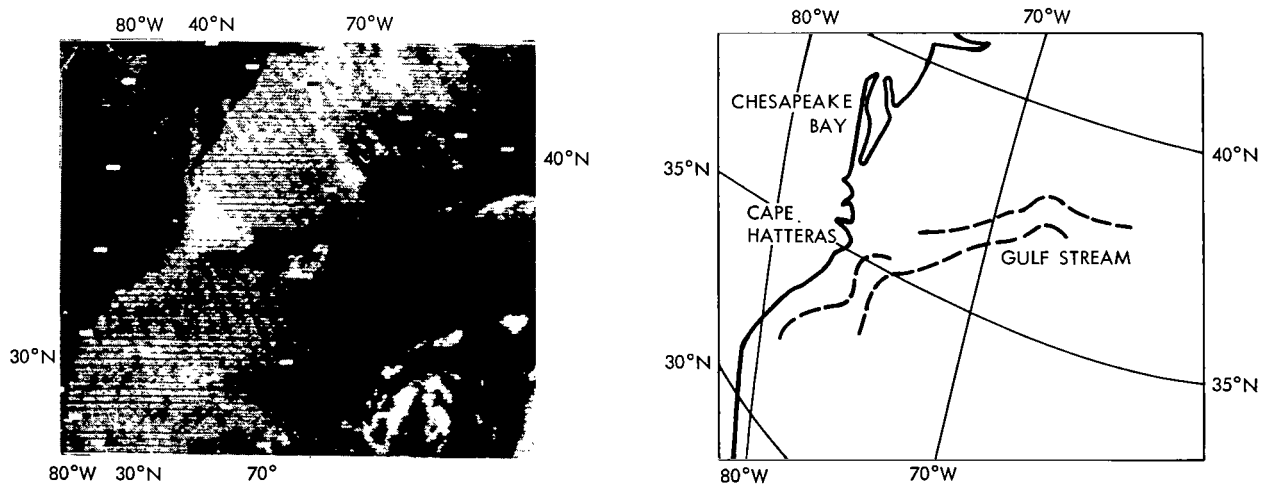 80°W 40°N 70°W
40°N
30°N
80°W 30°N 70°
80°W 70°W
CHESAPEAKE
BAY
35°N
40°N
CAPE.
HATTERAS
GULF STREAM
30°N
35°N
80°W 70°W